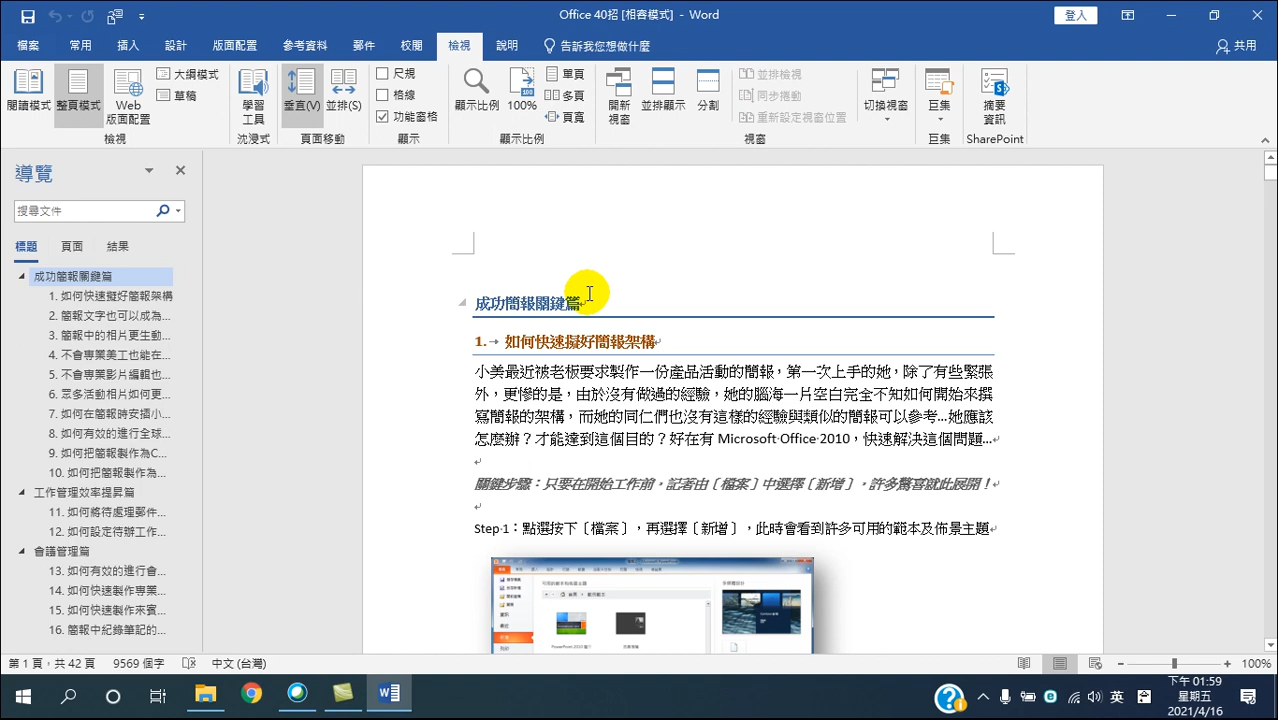 Office 40招 [相容模式] - Word
登入
檔案 常用 插入 設計 版面配置 參考資料 郵件 校閱 檢視 說明 告訴我您想做什麼 共用
閱讀模式 整頁模式 Web 版面配置 大綱模式 草稿
學習工具 垂直(V) 並排(S) 尺規 格線 功能窗格
顯示比例 100% 單頁 多頁 頁寬
開新視窗 並排顯示 分割 並排檢視 同步捲動 重新設定視窗位置 切換視窗 巨集 摘要資訊
檢視 沈浸式 頁面移動 顯示 顯示比例 視窗 巨集 SharePoint
導覽
搜尋文件
標題 頁面 結果
成功簡報關鍵篇
1. 如何快速擬好簡報架構
2. 簡報文字也可以成為...
3. 簡報中的相片更生動...
4. 不會專業美工也能在...
5. 不會專業影片編輯也...
6. 眾多活動相片如何更...
7. 如何在簡報時安插小...
8. 如何有效的進行全球...
9. 如何把簡報製作為C...
10. 如何把簡報製作為...
工作管理效率提昇篇
11. 如何將待處理郵件...
12. 如何設定待辦工作...
會議管理篇
13. 如何有效的進行會...
14. 如何快速製作專業...
15. 如何快速製作來賓...
16. 簡報中紀錄筆記的...
成功簡報關鍵篇
1. 如何快速擬好簡報架構
小美最近被老板要求製作一份產品活動的簡報，第一次上手的她，除了有些緊張
外，更慘的是，由於沒有做過的經驗，她的腦海一片空白完全不知如何開始來撰
寫簡報的架構，而她的同仁們也沒有這樣的經驗與類似的簡報可以參考...她應該
怎麼辦？才能達到這個目的？好在有 Microsoft Office 2010，快速解決這個問題...
關鍵步驟：只要在開始工作前，記著由〔檔案〕中選擇〔新增〕，許多驚喜就此展開！
Step 1：點選按下〔檔案〕，再選擇〔新增〕，此時會看到許多可用的範本及佈景主題
第 1 頁，共 42 頁 9569 個字 中文 (台灣) 100%
英
下午 01:59
星期五
2021/4/16